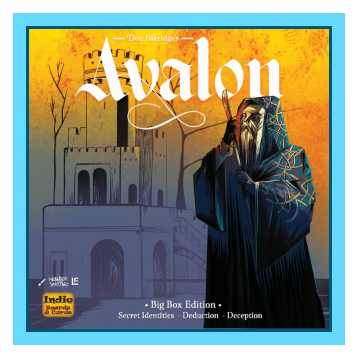 Don Eskridge's
Avalon
• Big Box Edition •
Secret Identities - Deduction - Deception
Indie
Boards
& Cards